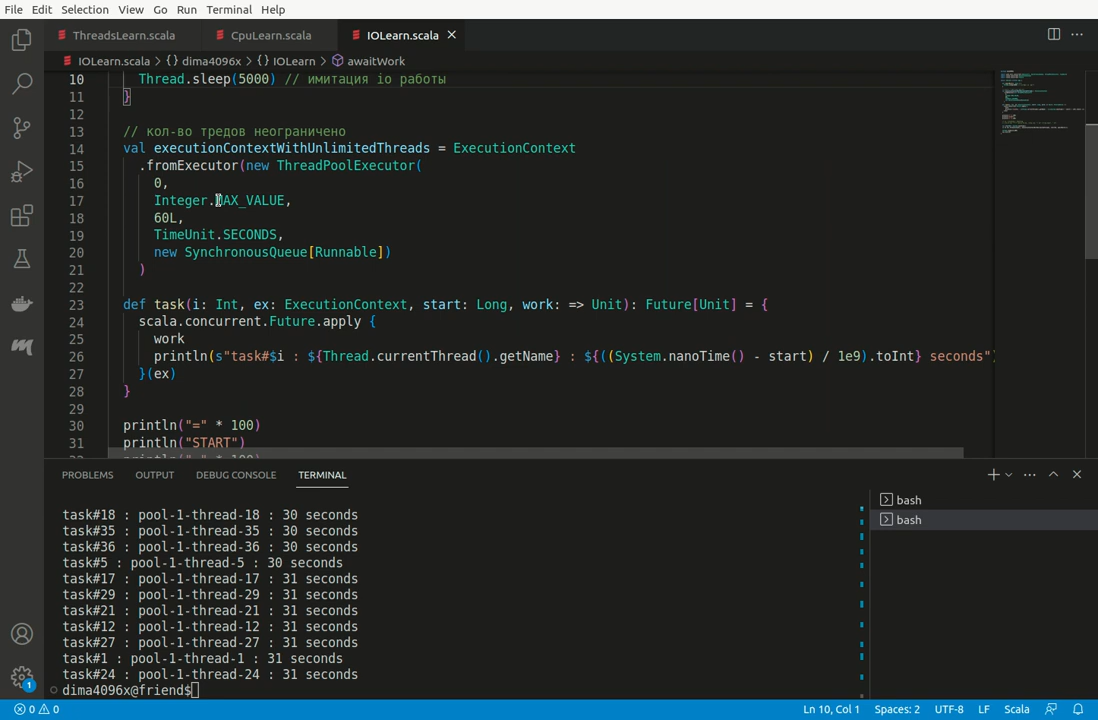 File Edit Selection View Go Run Terminal Help
ThreadsLearn.scala CpuLearn.scala IOLearn.scala
IOLearn.scala > {} dima4096x > {} IOLearn > awaitWork
10 Thread.sleep(5000) // имитация io работы
11 }
12
13 // кол-во тредов неограничено
14 val executionContextWithUnlimitedThreads = ExecutionContext
15 .fromExecutor(new ThreadPoolExecutor(
16 0,
17 Integer.MAX_VALUE,
18 60L,
19 TimeUnit.SECONDS,
20 new SynchronousQueue[Runnable])
21 )
22
23 def task(i: Int, ex: ExecutionContext, start: Long, work: => Unit): Future[Unit] = {
24 scala.concurrent.Future.apply {
25 work
26 println(s"task#$i : ${Thread.currentThread().getName} : ${((System.nanoTime() - start) / 1e9).toInt} seconds")
27 }(ex)
28 }
29
30 println("=" * 100)
31 println("START")
32 println("=" * 100)
PROBLEMS OUTPUT DEBUG CONSOLE TERMINAL
bash
bash
task#18 : pool-1-thread-18 : 30 seconds
task#35 : pool-1-thread-35 : 30 seconds
task#36 : pool-1-thread-36 : 30 seconds
task#5 : pool-1-thread-5 : 30 seconds
task#17 : pool-1-thread-17 : 31 seconds
task#29 : pool-1-thread-29 : 31 seconds
task#21 : pool-1-thread-21 : 31 seconds
task#12 : pool-1-thread-12 : 31 seconds
task#27 : pool-1-thread-27 : 31 seconds
task#1 : pool-1-thread-1 : 31 seconds
task#24 : pool-1-thread-24 : 31 seconds
dima4096x@friend$
1
0 0 Ln 10, Col 1 Spaces: 2 UTF-8 LF Scala